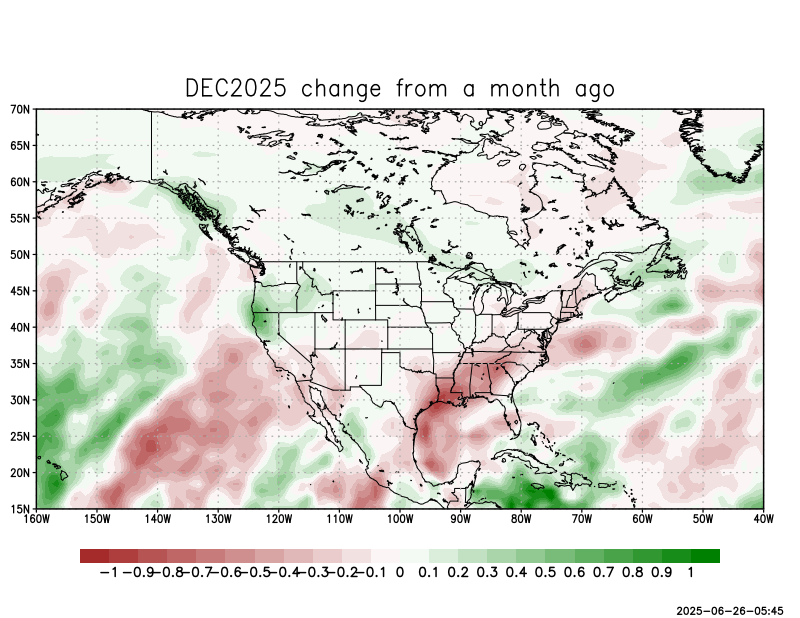 DEC2025 change from a month ago
70N
65N
60N
55N
50N
45N
40N
35N
30N
25N
20N
15N
160W 150W 140W 130W 120W 110W 100W 90W 80W 70W 60W 50W 40W
-1 -0.9 -0.8 -0.7 -0.6 -0.5 -0.4 -0.3 -0.2 -0.1 0 0.1 0.2 0.3 0.4 0.5 0.6 0.7 0.8 0.9 1
2025-06-26-05:45